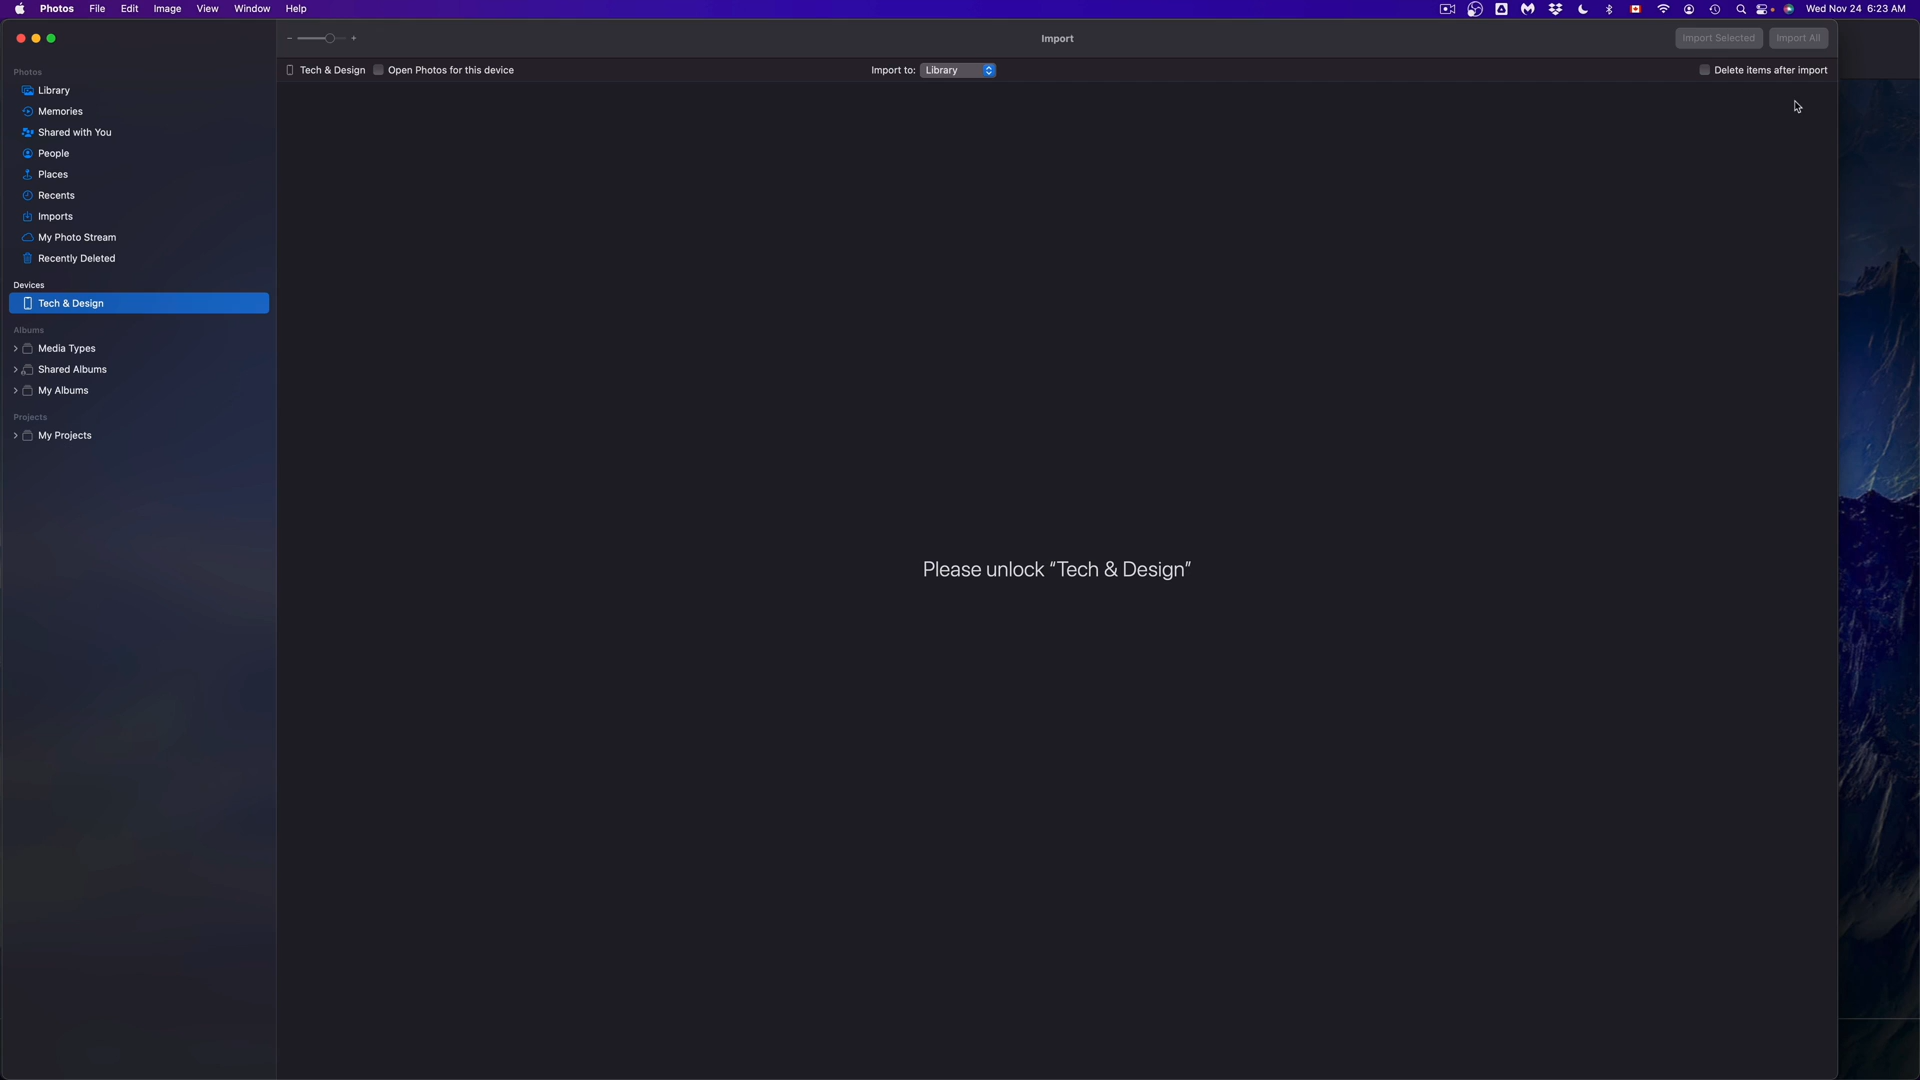 Photos File Edit Image View Window Help
Wed Nov 24 6:23 AM
Import
Import Selected
Import All
Tech & Design
Open Photos for this device
Import to: Library
Delete items after import
Photos
Library
Memories
Shared with You
People
Places
Recents
Imports
My Photo Stream
Recently Deleted
Devices
Tech & Design
Albums
Media Types
Shared Albums
My Albums
Projects
My Projects
Please unlock “Tech & Design”